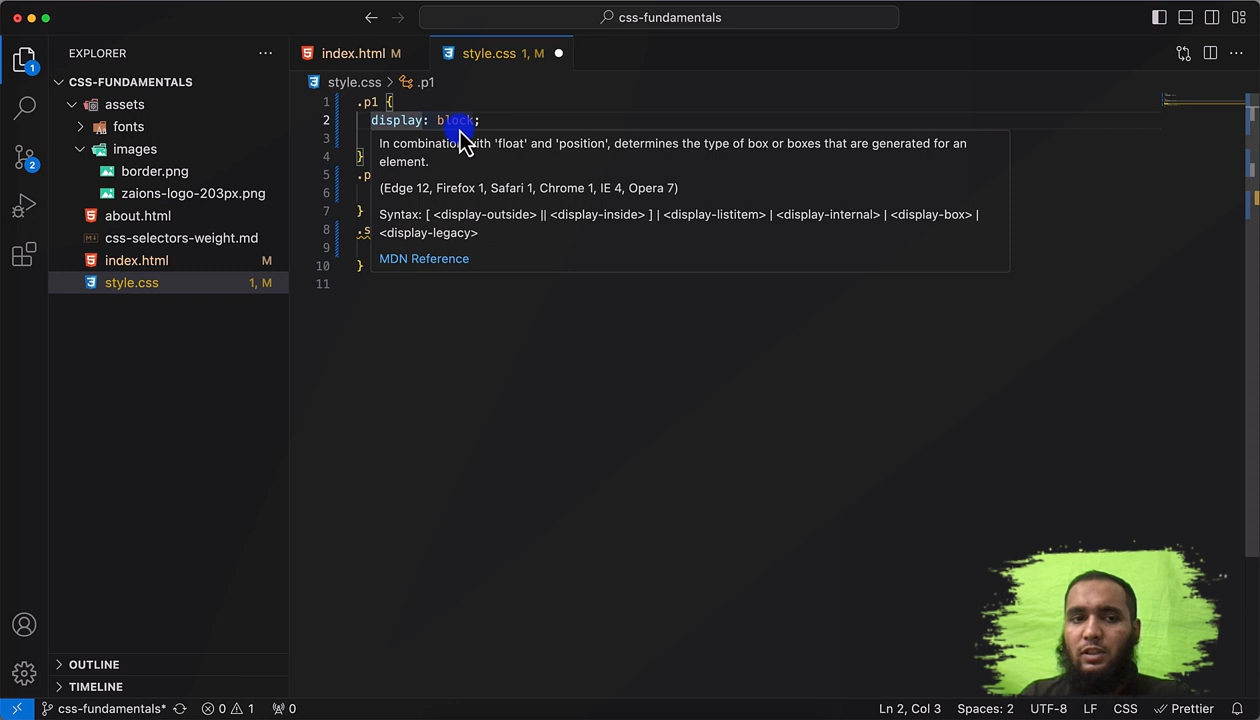 css-fundamentals
EXPLORER
CSS-FUNDAMENTALS
assets
fonts
images
border.png
zaions-logo-203px.png
about.html
css-selectors-weight.md
index.html M
style.css 1, M
OUTLINE
TIMELINE
1
2
index.html M
style.css 1, M
style.css > .p1
1 .p1 {
2 display: block;
3
4 }
5 .p
6
7 }
8 .s
9
10 }
11
In combination with 'float' and 'position', determines the type of box or boxes that are generated for an
element.
(Edge 12, Firefox 1, Safari 1, Chrome 1, IE 4, Opera 7)
Syntax: [ <display-outside> || <display-inside> ] | <display-listitem> | <display-internal> | <display-box> |
<display-legacy>
MDN Reference
css-fundamentals* 0 1 0 Ln 2, Col 3 Spaces: 2 UTF-8 LF CSS Prettier